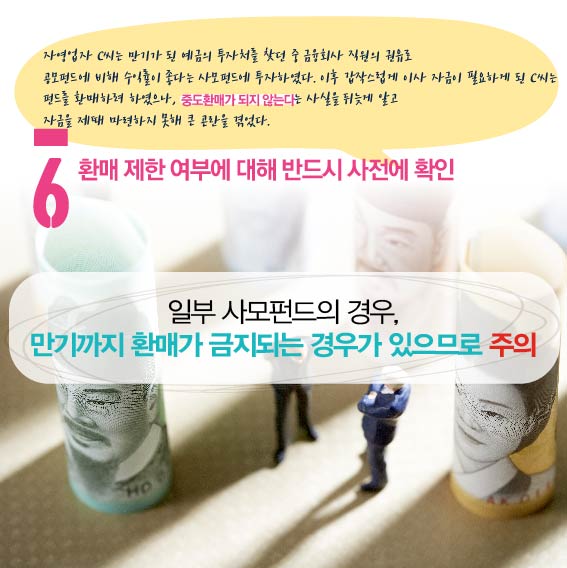 자영업자 C씨는 만기가 된 예금의 투자처를 찾던 중 금융회사 직원의 권유로
공모펀드에 비해 수익률이 좋다는 사모펀드에 투자하였다. 이후 갑작스럽게 이사 자금이 필요하게 된 C씨는
펀드를 환매하려 하였으나, 중도환매가 되지 않는다는 사실을 뒤늦게 알고
자금을 제때 마련하지 못해 큰 곤란을 겪었다.
6 환매 제한 여부에 대해 반드시 사전에 확인
일부 사모펀드의 경우,
만기까지 환매가 금지되는 경우가 있으므로 주의